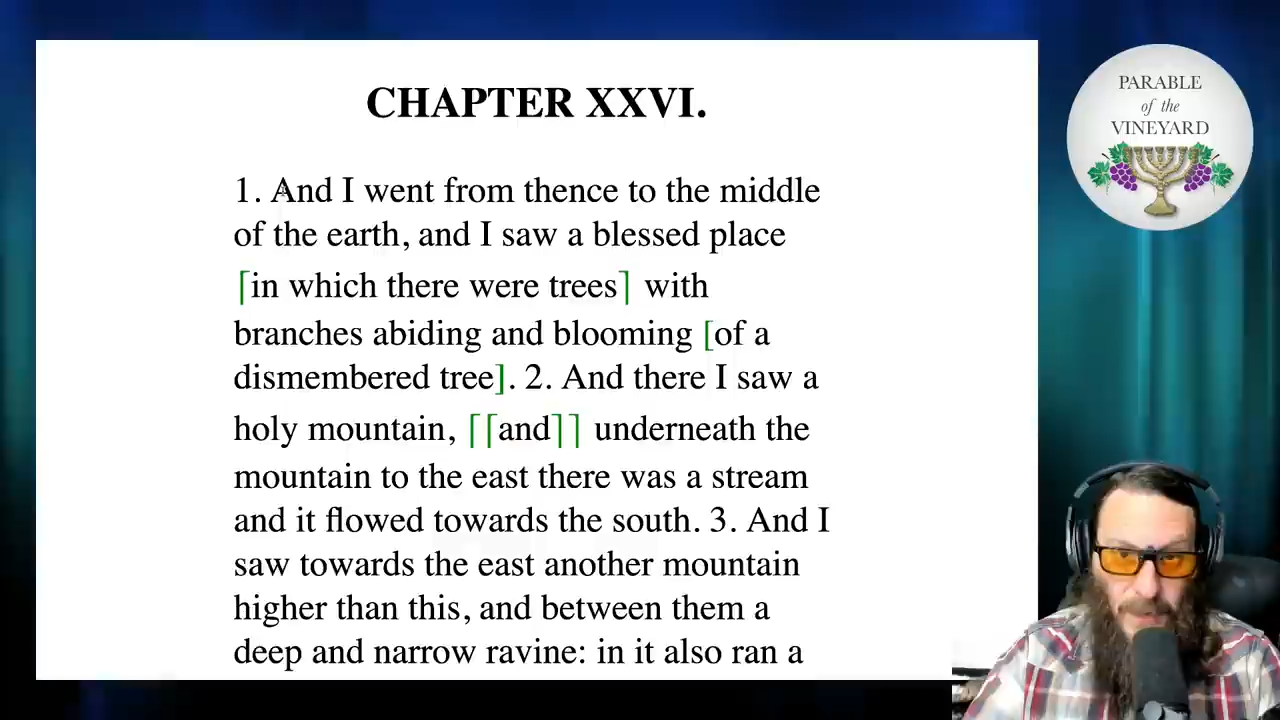 CHAPTER XXVI.
1. And I went from thence to the middle
of the earth, and I saw a blessed place
⌈in which there were trees⌉ with
branches abiding and blooming [of a
dismembered tree]. 2. And there I saw a
holy mountain, ⌈⌈and⌉⌉ underneath the
mountain to the east there was a stream
and it flowed towards the south. 3. And I
saw towards the east another mountain
higher than this, and between them a
deep and narrow ravine: in it also ran a
PARABLE
of the
VINEYARD